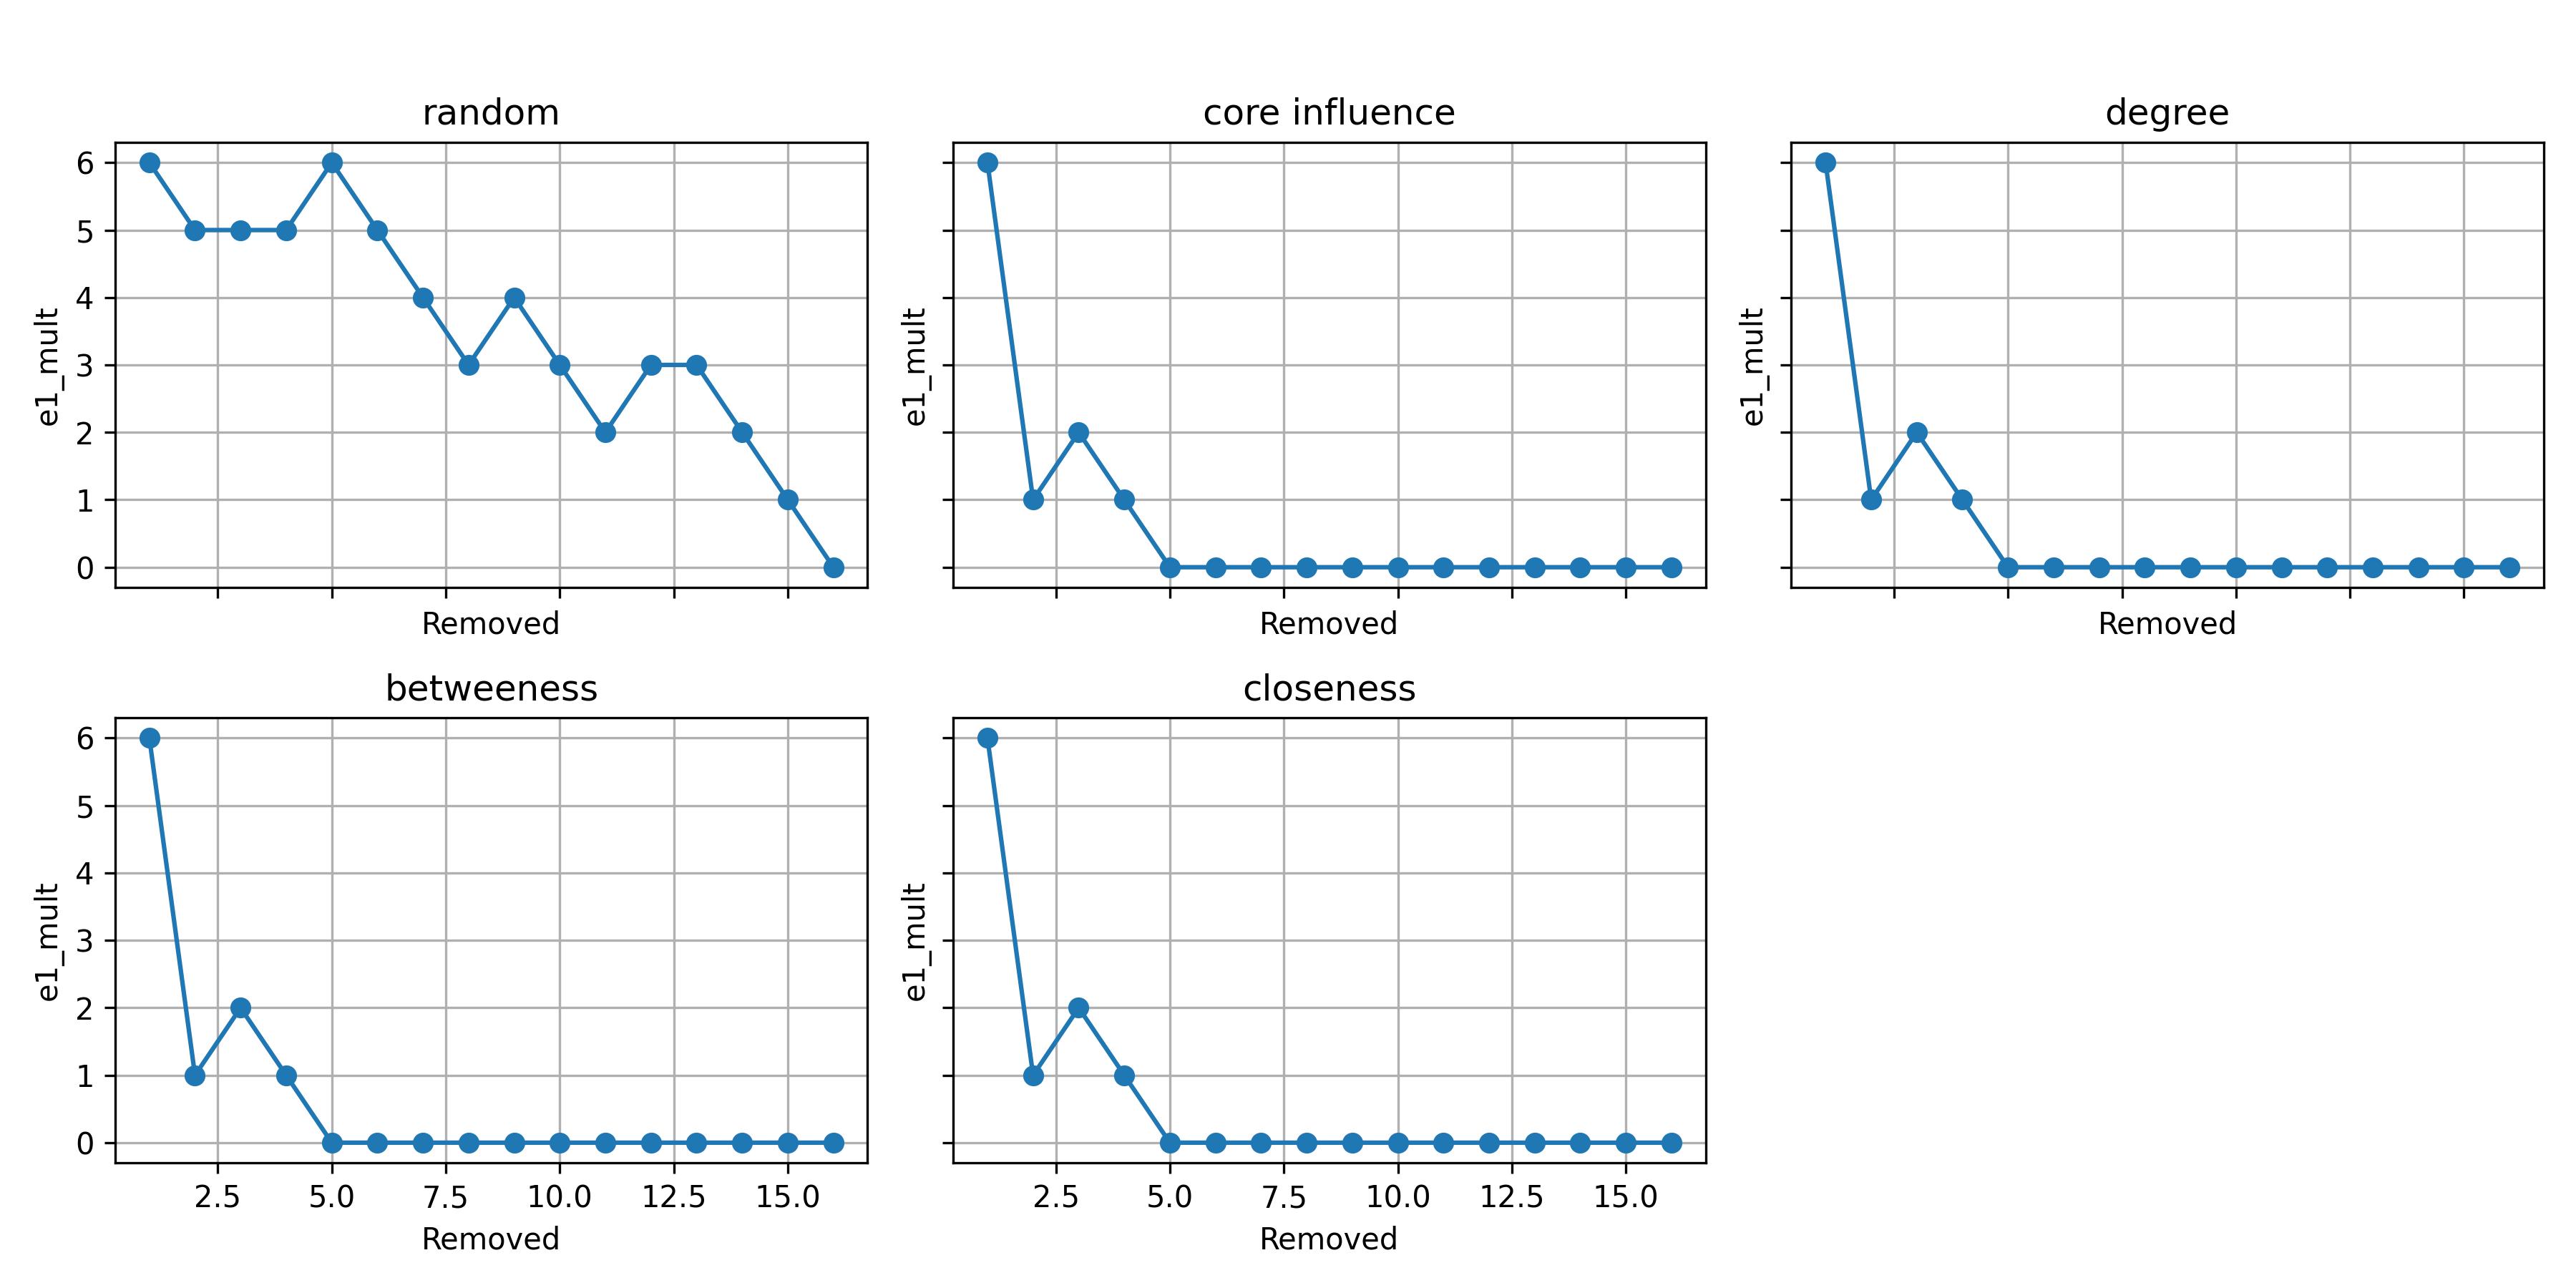 random
core influence
degree
6
5
4
3
2
1
0
e1_mult
e1_mult
e1_mult
Removed
Removed
Removed
betweeness
closeness
6
5
4
3
2
1
0
e1_mult
e1_mult
2.5 5.0 7.5 10.0 12.5 15.0
2.5 5.0 7.5 10.0 12.5 15.0
Removed
Removed